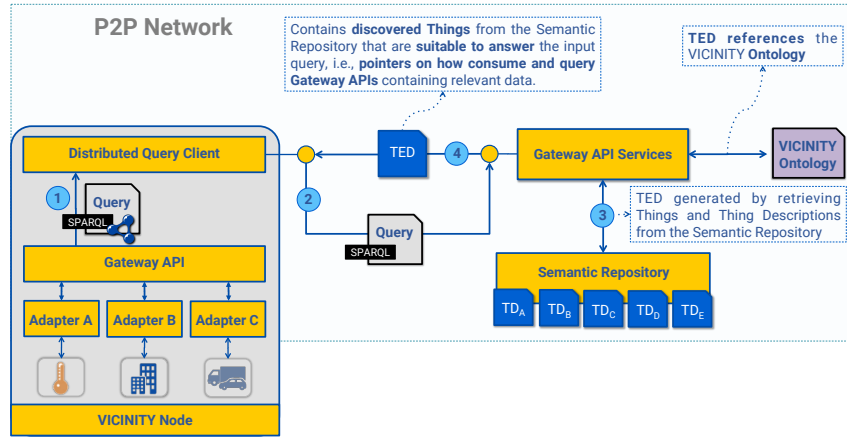 P2P Network
Contains discovered Things from the Semantic
Repository that are suitable to answer the input
query, i.e., pointers on how consume and query
Gateway APIs containing relevant data.
TED references the
VICINITY Ontology
Distributed Query Client
TED
4
Gateway API Services
VICINITY
Ontology
1
Query
SPARQL
2
Query
SPARQL
3
TED generated by retrieving
Things and Thing Descriptions
from the Semantic Repository
Gateway API
Semantic Repository
Adapter A
Adapter B
Adapter C
TDA
TDB
TDC
TDD
TDE
VICINITY Node